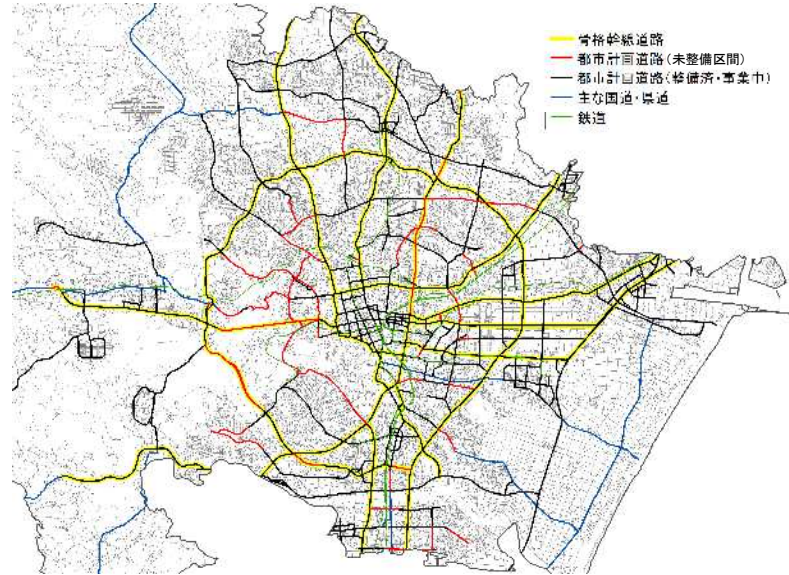 骨格幹線道路
都市計画道路(未整備区間)
都市計画道路(整備済・事業中)
主な国道・県道
鉄道